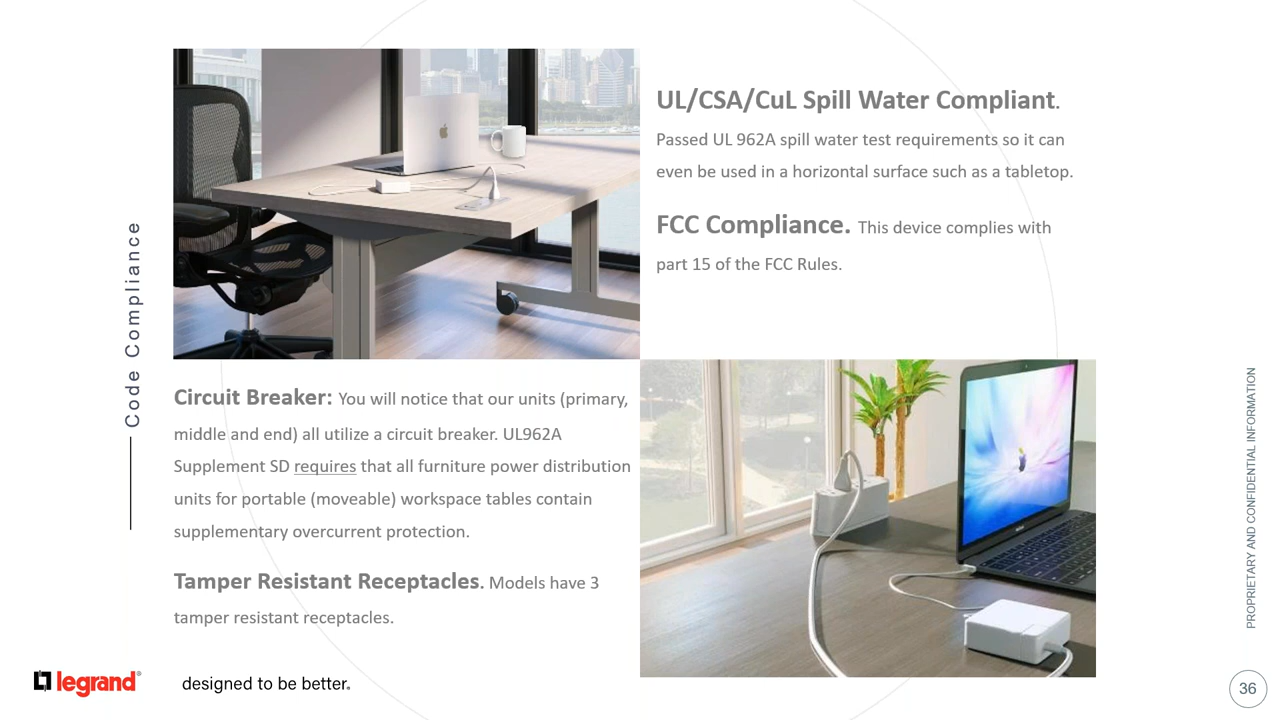 Code Compliance
UL/CSA/CuL Spill Water Compliant.
Passed UL 962A spill water test requirements so it can
even be used in a horizontal surface such as a tabletop.
FCC Compliance. This device complies with
part 15 of the FCC Rules.
Circuit Breaker: You will notice that our units (primary,
middle and end) all utilize a circuit breaker. UL962A
Supplement SD requires that all furniture power distribution
units for portable (moveable) workspace tables contain
supplementary overcurrent protection.
Tamper Resistant Receptacles. Models have 3
tamper resistant receptacles.
PROPRIETARY AND CONFIDENTIAL INFORMATION
legrand®
designed to be better.
36